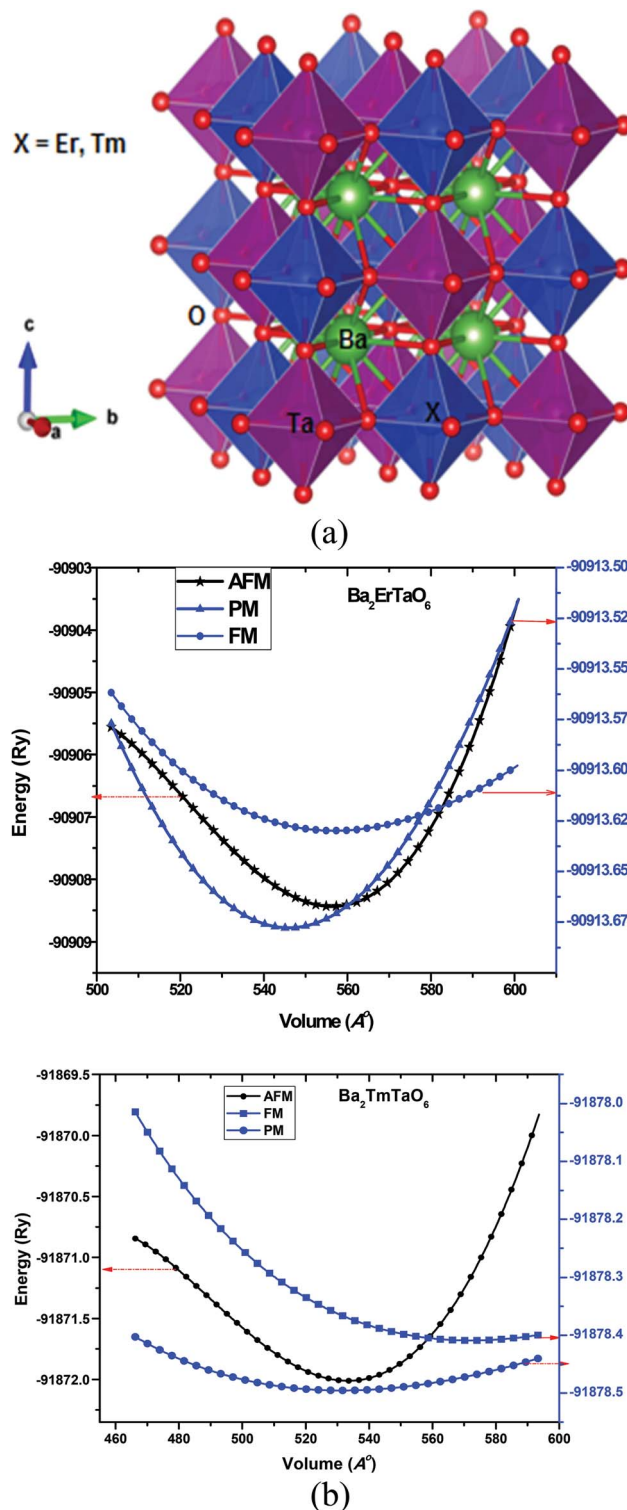 X = Er, Tm
c
b
a
O
Ba
Ta
X
(a)
Ba2ErTaO6
AFM
PM
FM
-90903
-90904
-90905
-90906
-90907
-90908
-90909
Energy (Ry)
-90913.50
-90913.52
-90913.55
-90913.57
-90913.60
-90913.62
-90913.65
-90913.67
500 520 540 560 580 600
Volume (A°)
Ba2TmTaO6
AFM
FM
PM
-91869.5
-91870.0
-91870.5
-91871.0
-91871.5
-91872.0
Energy (Ry)
-91878.0
-91878.1
-91878.2
-91878.3
-91878.4
-91878.5
460 480 500 520 540 560 580 600
Volume (A°)
(b)